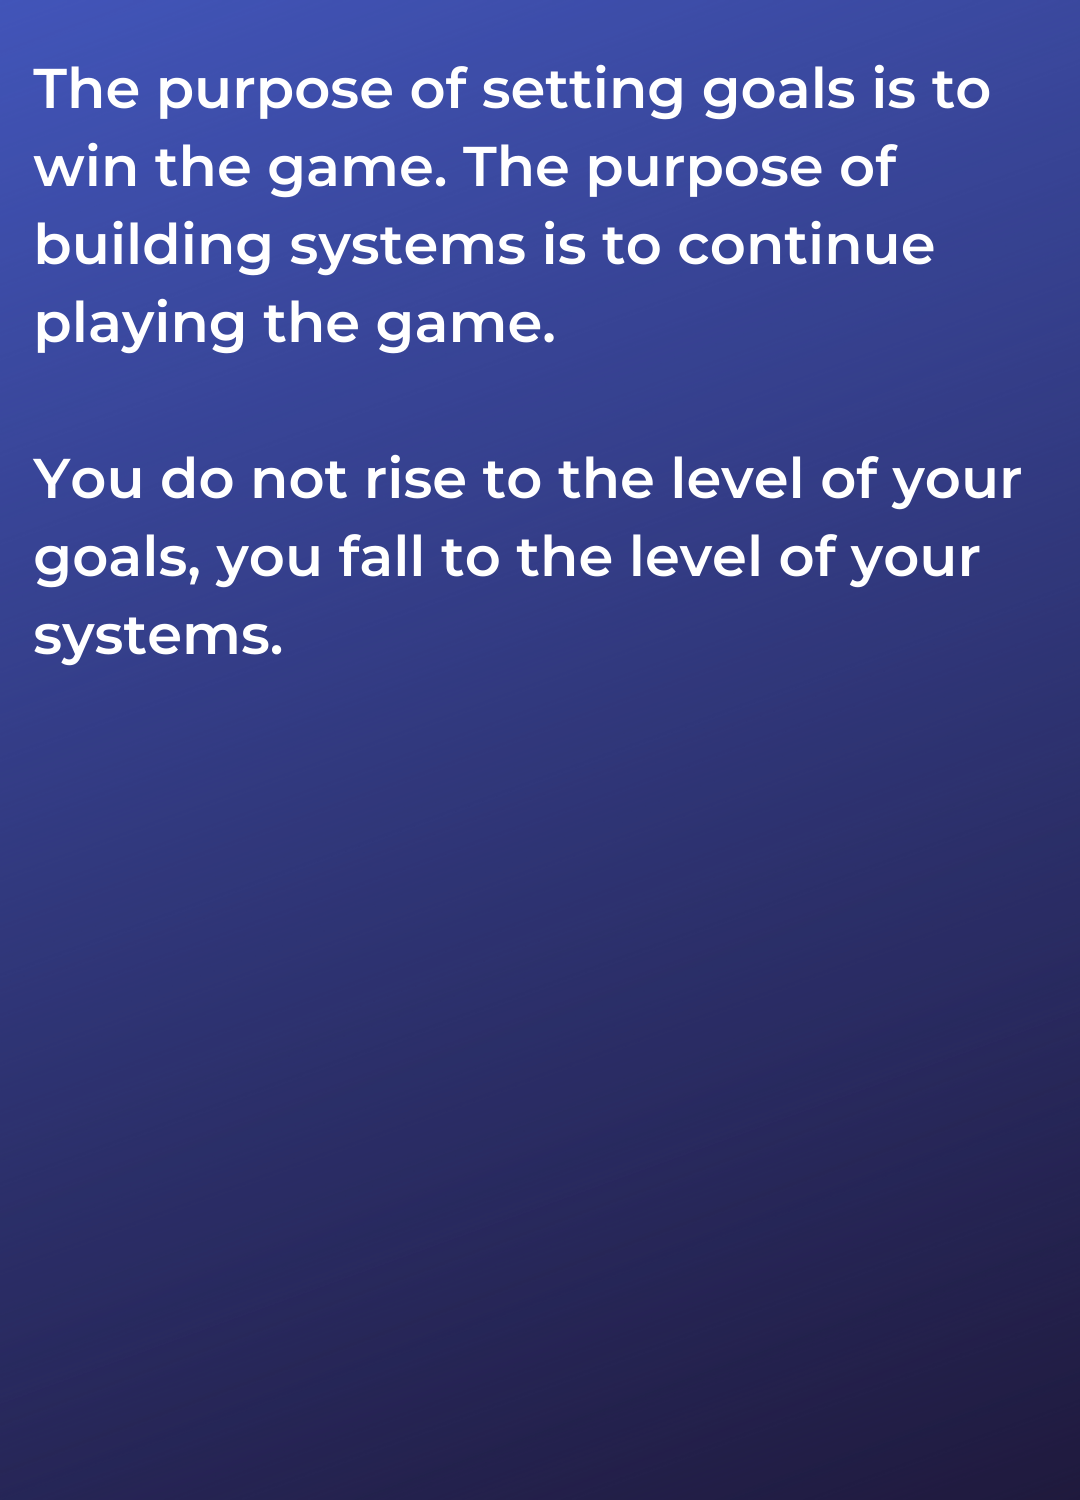 The purpose of setting goals is to
win the game. The purpose of
building systems is to continue
playing the game.
You do not rise to the level of your
goals, you fall to the level of your
systems.